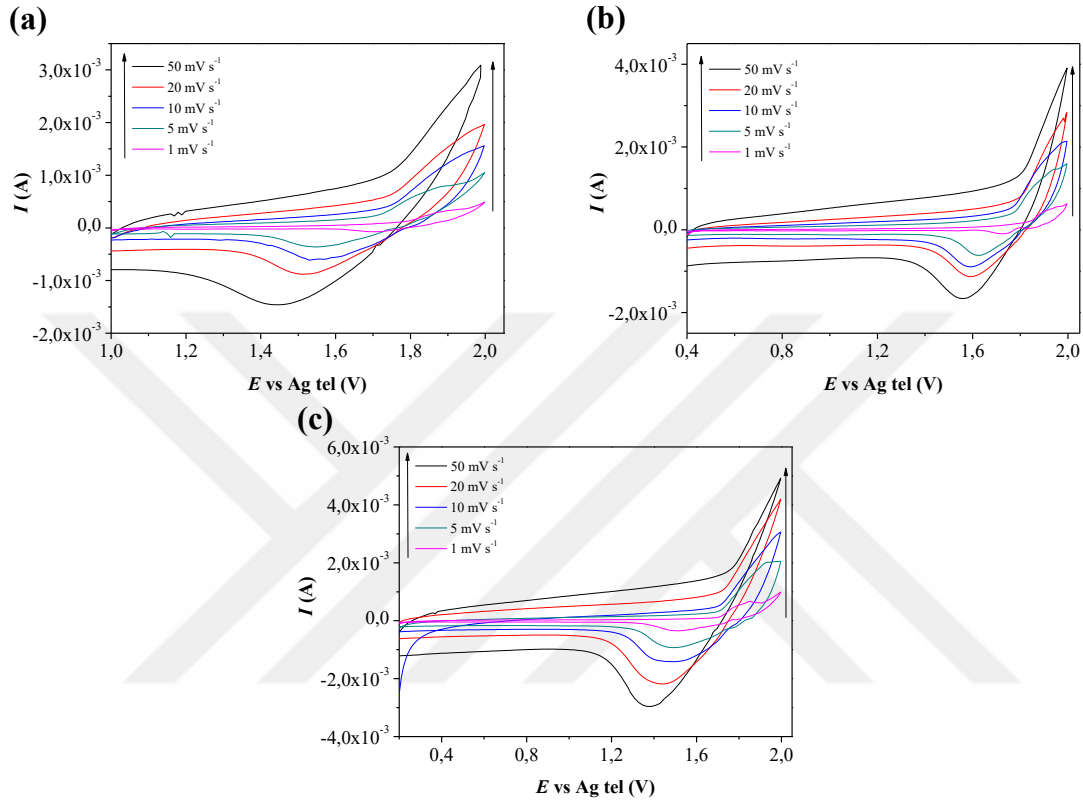 (a)
3,0x10⁻³
2,0x10⁻³
1,0x10⁻³
0,0
-1,0x10⁻³
-2,0x10⁻³
I (A)
50 mV s⁻¹
20 mV s⁻¹
10 mV s⁻¹
5 mV s⁻¹
1 mV s⁻¹
1,0 1,2 1,4 1,6 1,8 2,0
E vs Ag tel (V)
(b)
4,0x10⁻³
2,0x10⁻³
0,0
-2,0x10⁻³
I (A)
50 mV s⁻¹
20 mV s⁻¹
10 mV s⁻¹
5 mV s⁻¹
1 mV s⁻¹
0,4 0,8 1,2 1,6 2,0
E vs Ag tel (V)
(c)
6,0x10⁻³
4,0x10⁻³
2,0x10⁻³
0,0
-2,0x10⁻³
-4,0x10⁻³
I (A)
50 mV s⁻¹
20 mV s⁻¹
10 mV s⁻¹
5 mV s⁻¹
1 mV s⁻¹
0,4 0,8 1,2 1,6 2,0
E vs Ag tel (V)